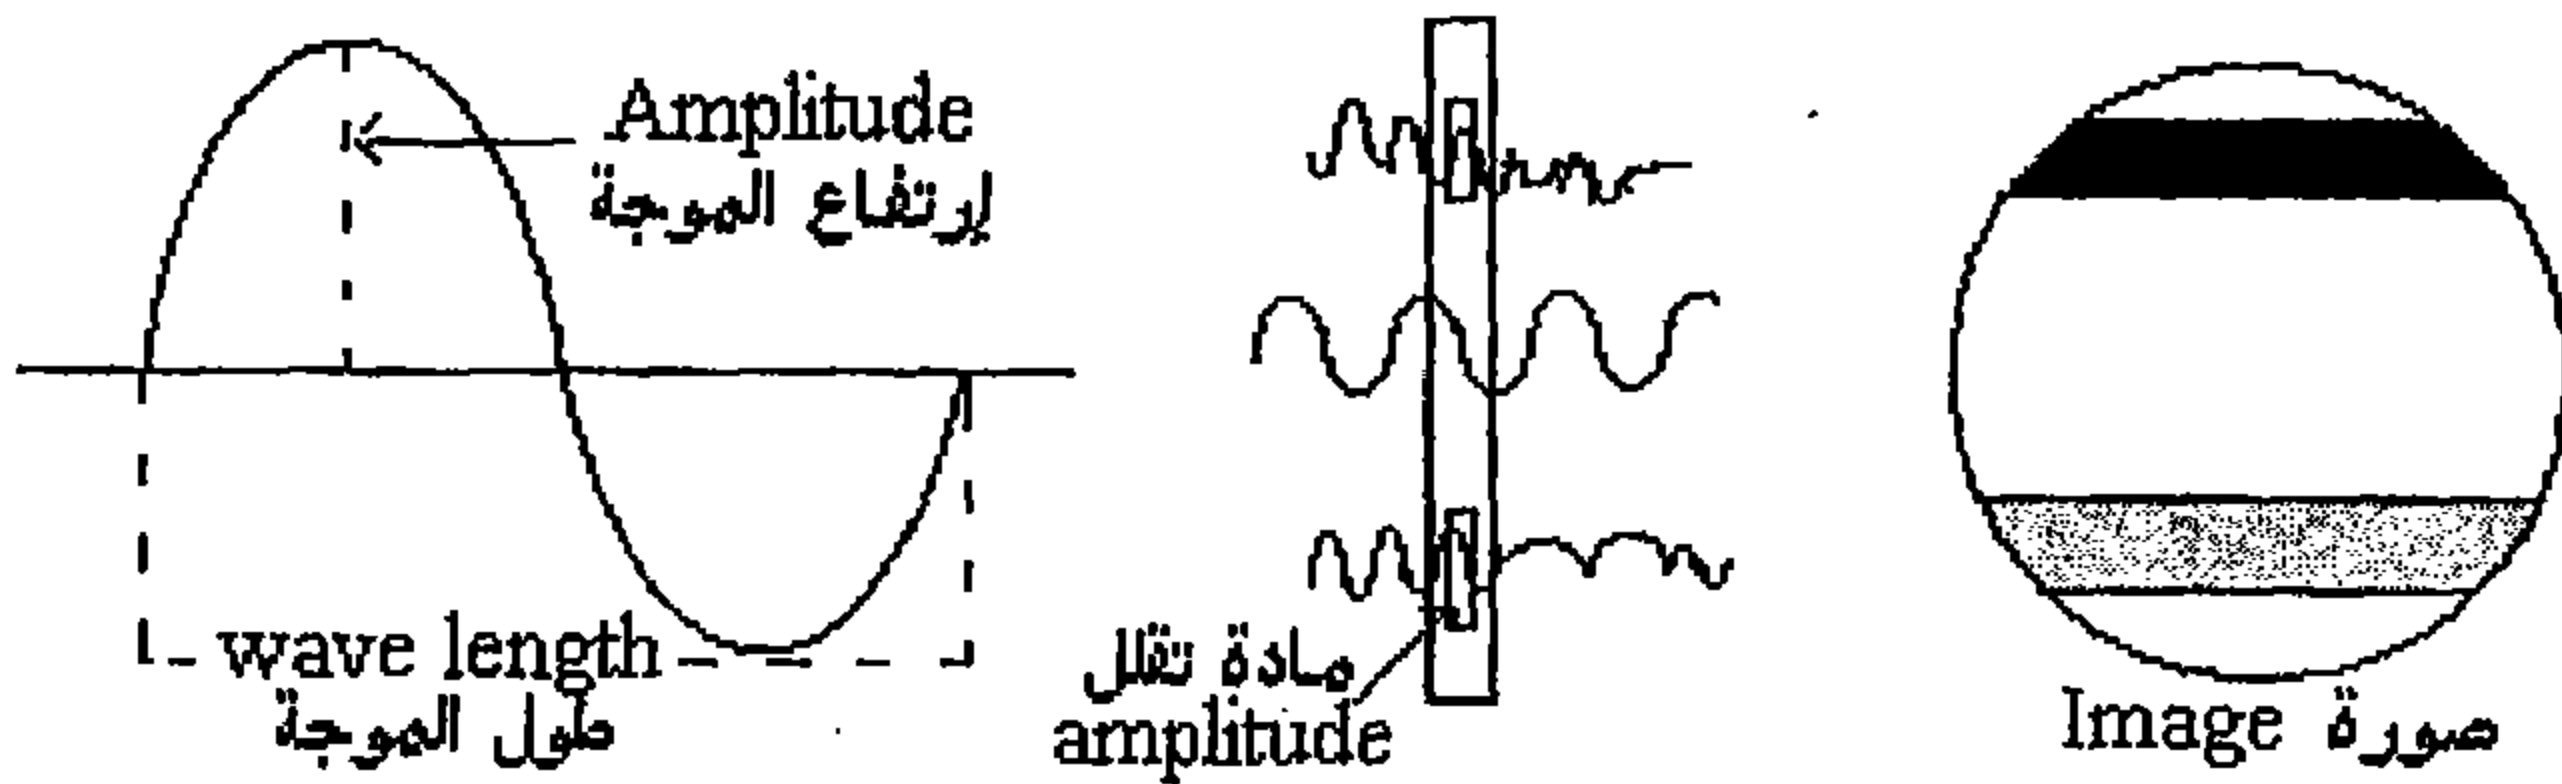 Amplitude
إرتفاع الموجة
wave length
طول الموجة
مادة تقلل
amplitude
Image صورة